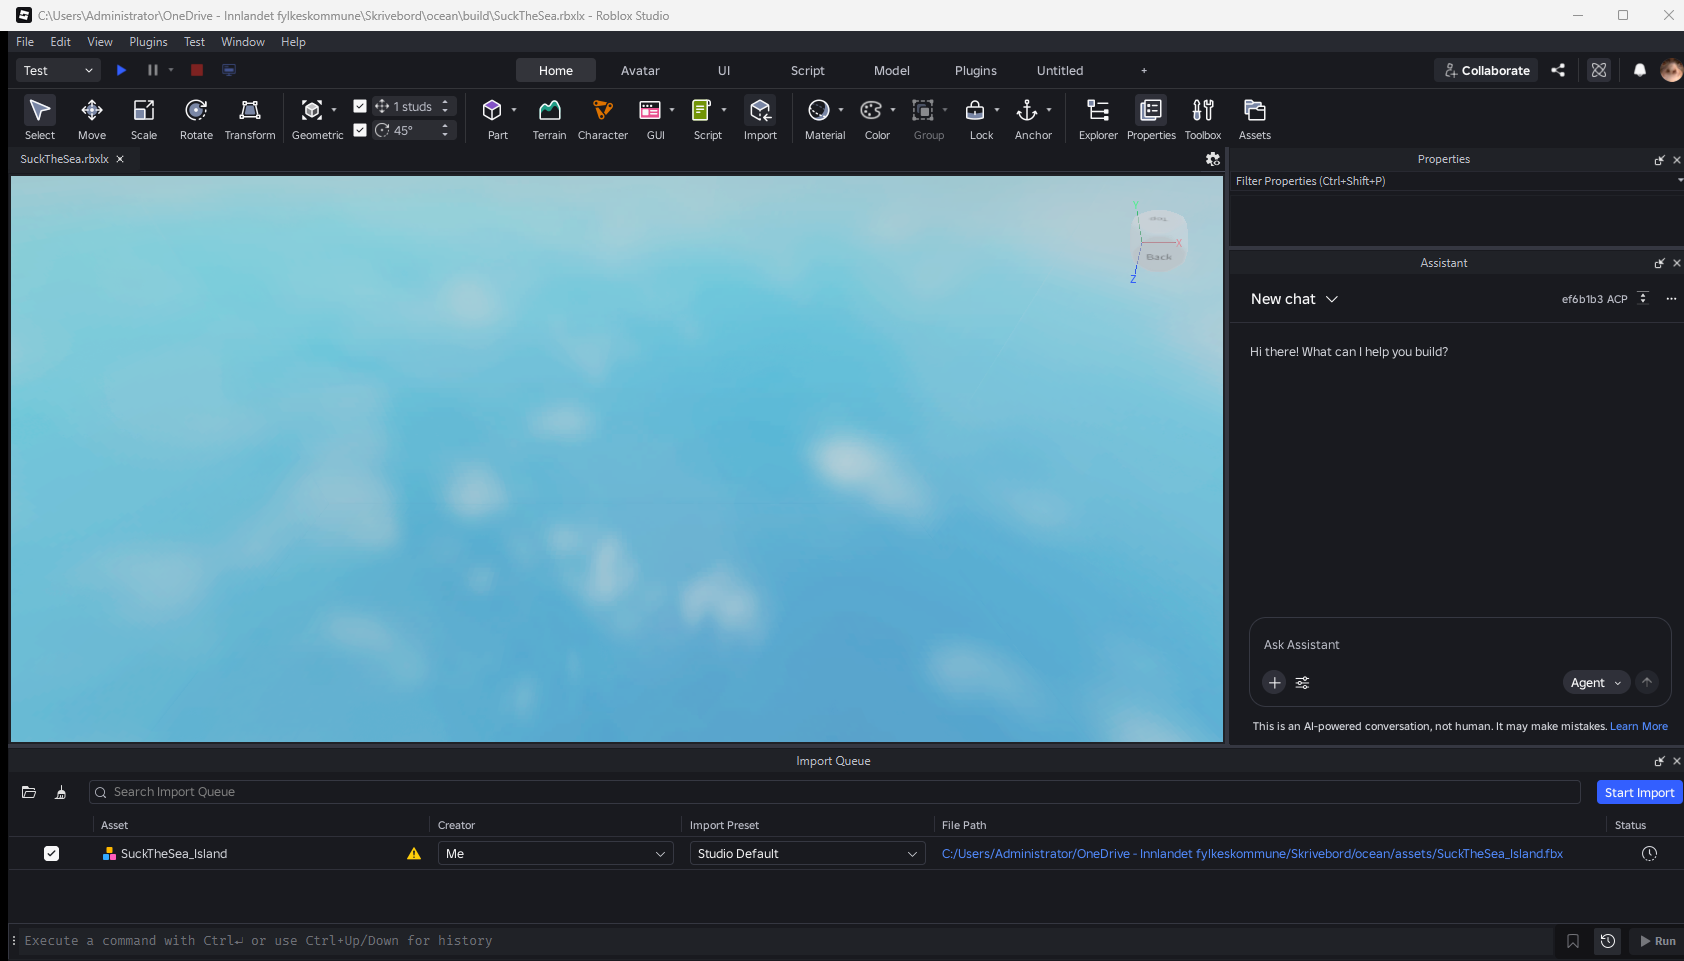 C:\Users\Administrator\OneDrive - Innlandet fylkeskommune\Skrivebord\ocean\build\SuckTheSea.rbxlx - Roblox Studio
File Edit View Plugins Test Window Help
Test Home Avatar UI Script Model Plugins Untitled + Collaborate
1 studs
45°
Select Move Scale Rotate Transform Geometric Part Terrain Character GUI Script Import Material Color Group Lock Anchor Explorer Properties Toolbox Assets
SuckTheSea.rbxlx
Properties
Filter Properties (Ctrl+Shift+P)
Y
X
Back
Z
Assistant
New chat ef6b1b3 ACP
Hi there! What can I help you build?
Ask Assistant
Agent
This is an AI-powered conversation, not human. It may make mistakes. Learn More
Import Queue
Search Import Queue Start Import
Asset Creator Import Preset File Path Status
SuckTheSea_Island Me Studio Default C:/Users/Administrator/OneDrive - Innlandet fylkeskommune/Skrivebord/ocean/assets/SuckTheSea_Island.fbx
Execute a command with Ctrl↵ or use Ctrl+Up/Down for history Run